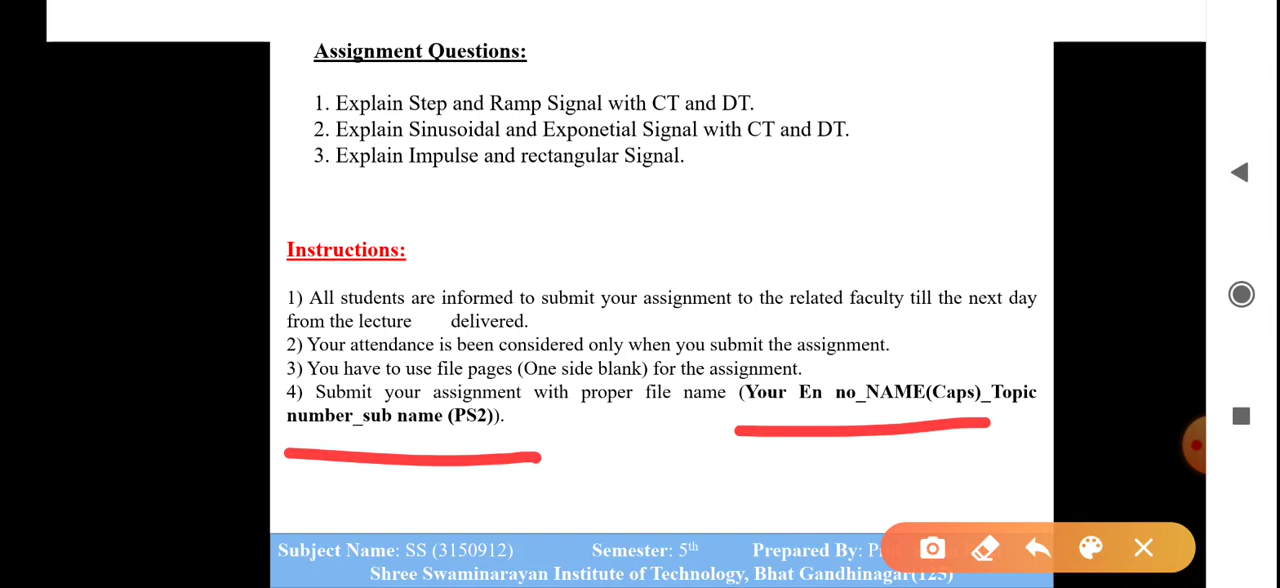 Assignment Questions:
1. Explain Step and Ramp Signal with CT and DT.
2. Explain Sinusoidal and Exponetial Signal with CT and DT.
3. Explain Impulse and rectangular Signal.
Instructions:
1) All students are informed to submit your assignment to the related faculty till the next day
from the lecture delivered.
2) Your attendance is been considered only when you submit the assignment.
3) You have to use file pages (One side blank) for the assignment.
4) Submit your assignment with proper file name (Your En no_NAME(Caps)_Topic
number_sub name (PS2)).
Subject Name: SS (3150912) Semester: 5th Prepared By:
Shree Swaminarayan Institute of Technology, Bhat Gandhinagar(125)